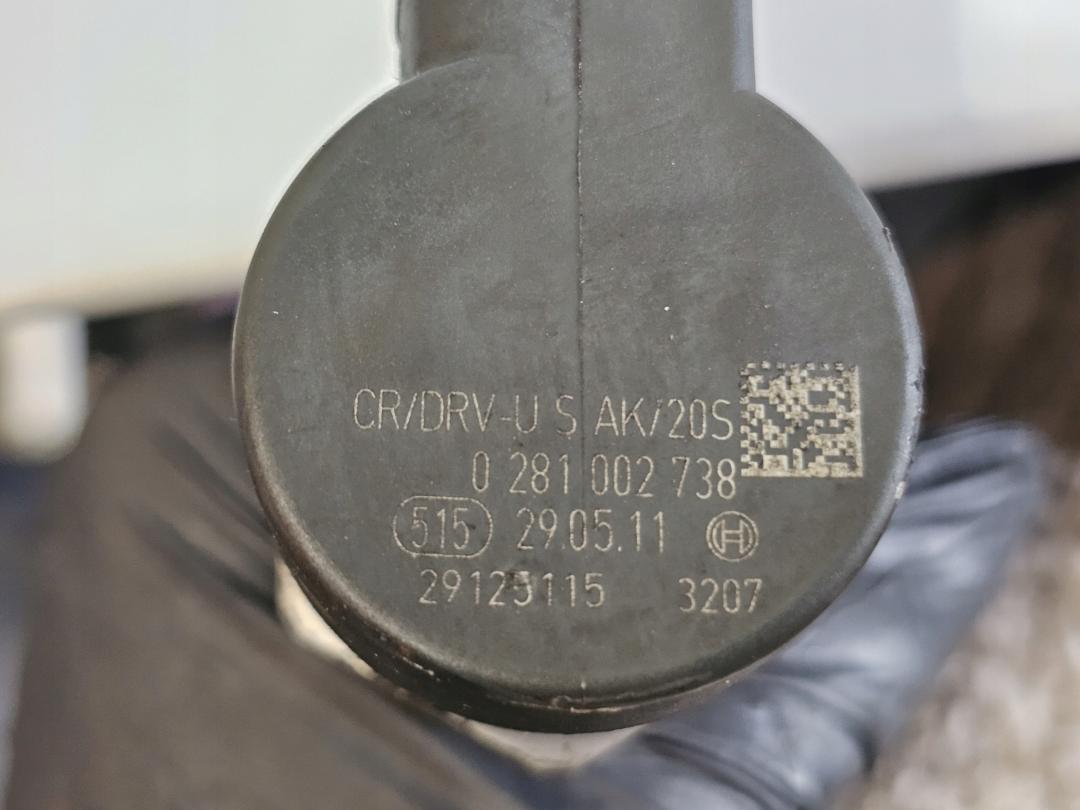 CR/DRV-U S AK/20S
0 281 002 738
515 29.05.11
29125115 3207